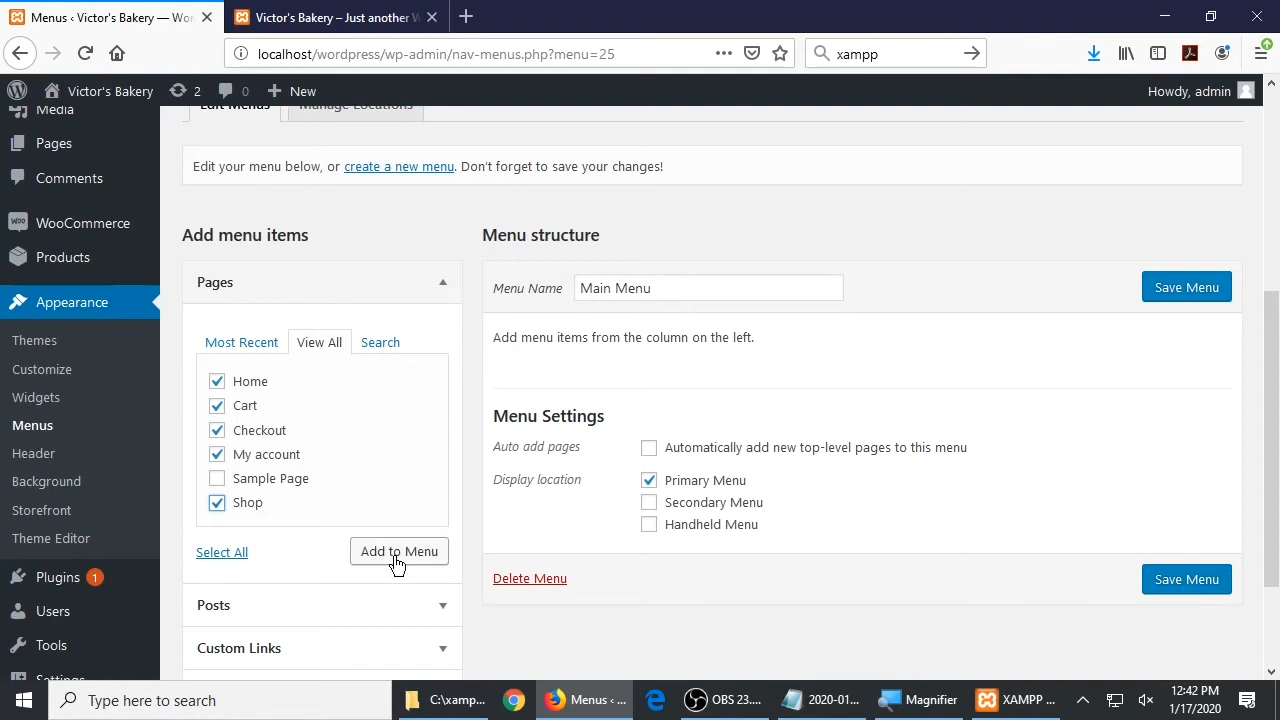 Menus ‹ Victor's Bakery — Wor
Victor's Bakery – Just another W
localhost/wordpress/wp-admin/nav-menus.php?menu=25
xampp
Victor's Bakery
2
0
New
Howdy, admin
Media
Pages
Comments
WooCommerce
Products
Appearance
Themes
Customize
Widgets
Menus
Header
Background
Storefront
Theme Editor
Plugins 1
Users
Tools
Settings
Edit Menus
Manage Locations
Edit your menu below, or create a new menu. Don't forget to save your changes!
Add menu items
Pages
Most Recent
View All
Search
Home
Cart
Checkout
My account
Sample Page
Shop
Select All
Add to Menu
Posts
Custom Links
Menu structure
Menu Name
Main Menu
Save Menu
Add menu items from the column on the left.
Menu Settings
Auto add pages
Automatically add new top-level pages to this menu
Display location
Primary Menu
Secondary Menu
Handheld Menu
Delete Menu
Save Menu
Type here to search
C:\xamp...
Menus ‹ ...
OBS 23....
2020-01...
Magnifier
XAMPP ...
12:42 PM
1/17/2020